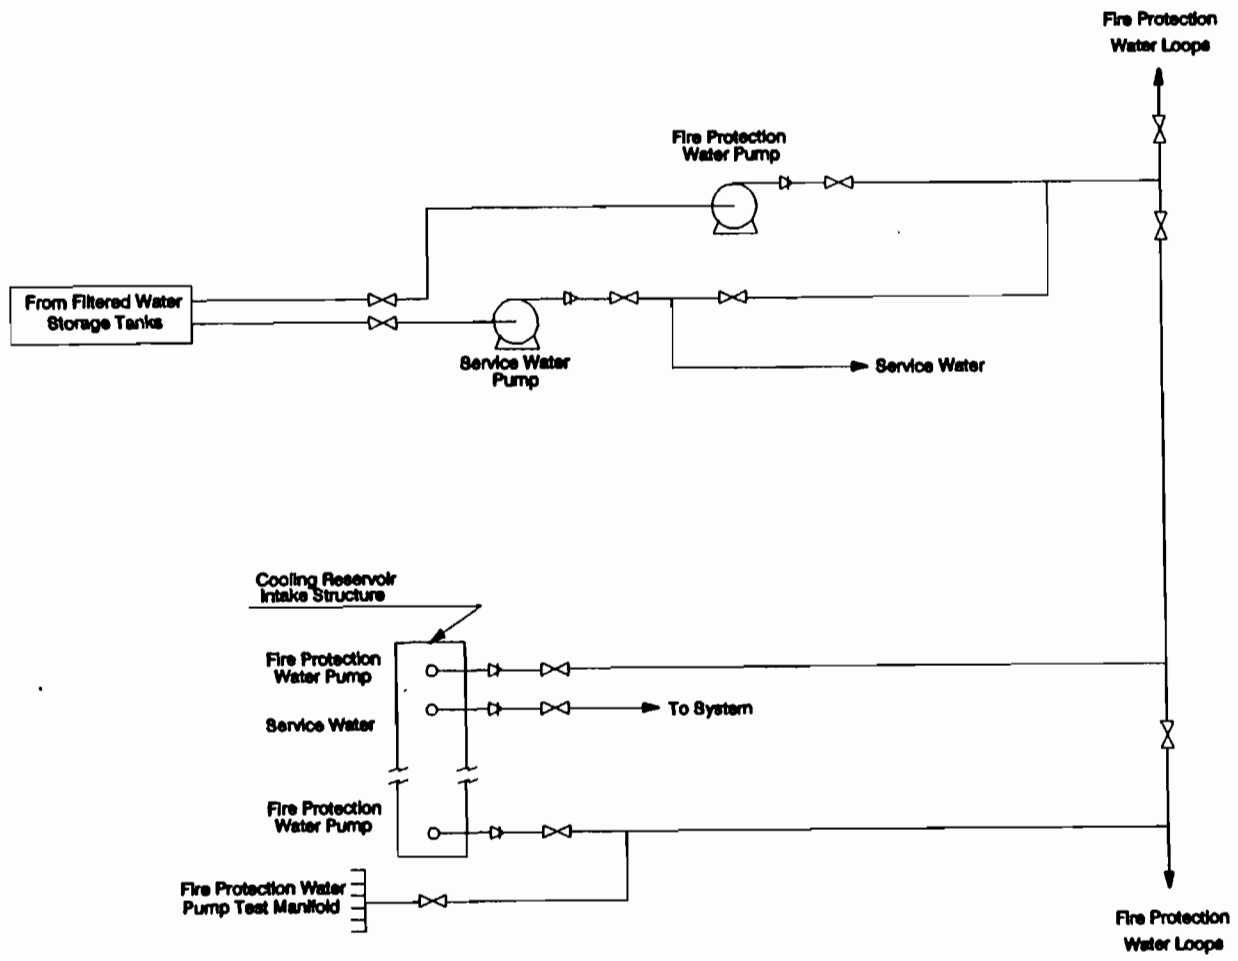 Fire Protection
Water Loops
Fire Protection
Water Pump
From Filtered Water
Storage Tanks
Service Water
Pump
Service Water
Cooling Reservoir
Intake Structure
Fire Protection
Water Pump
Service Water
To System
Fire Protection
Water Pump
Fire Protection Water
Pump Test Manifold
Fire Protection
Water Loops